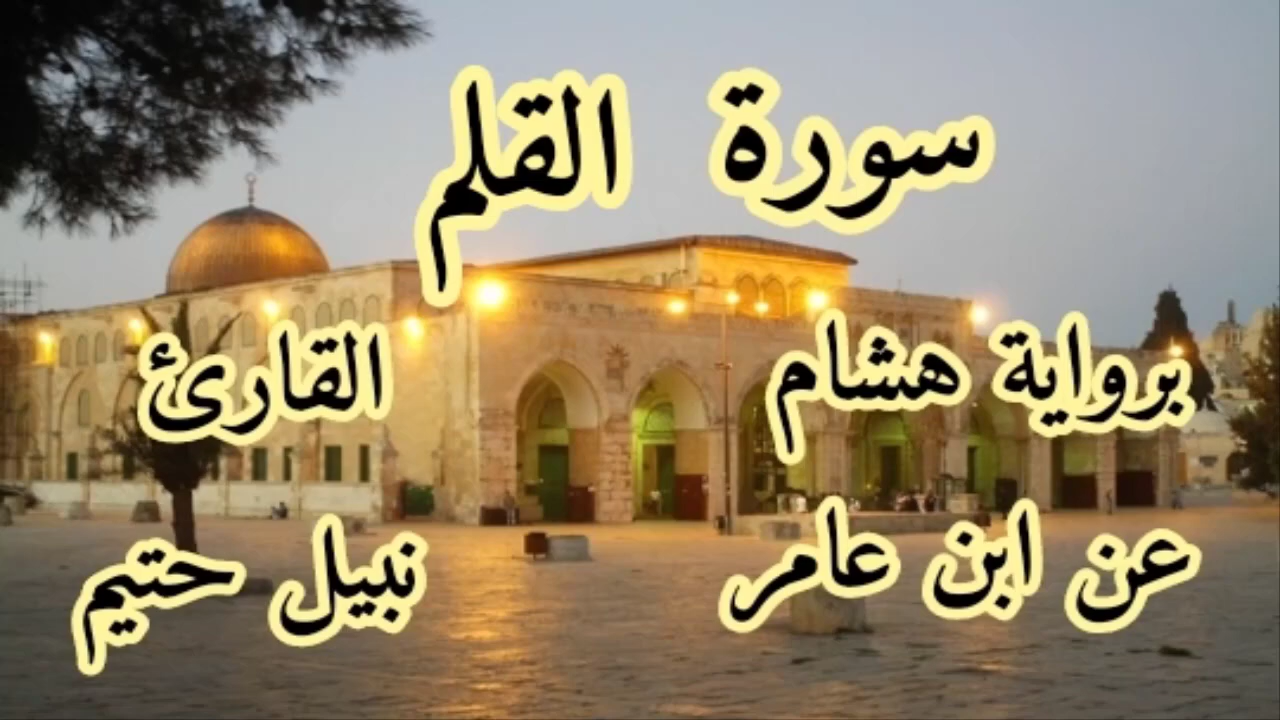 سورة القلم
برواية هشام
عن ابن عامر
القارئ
نبيل حتيم